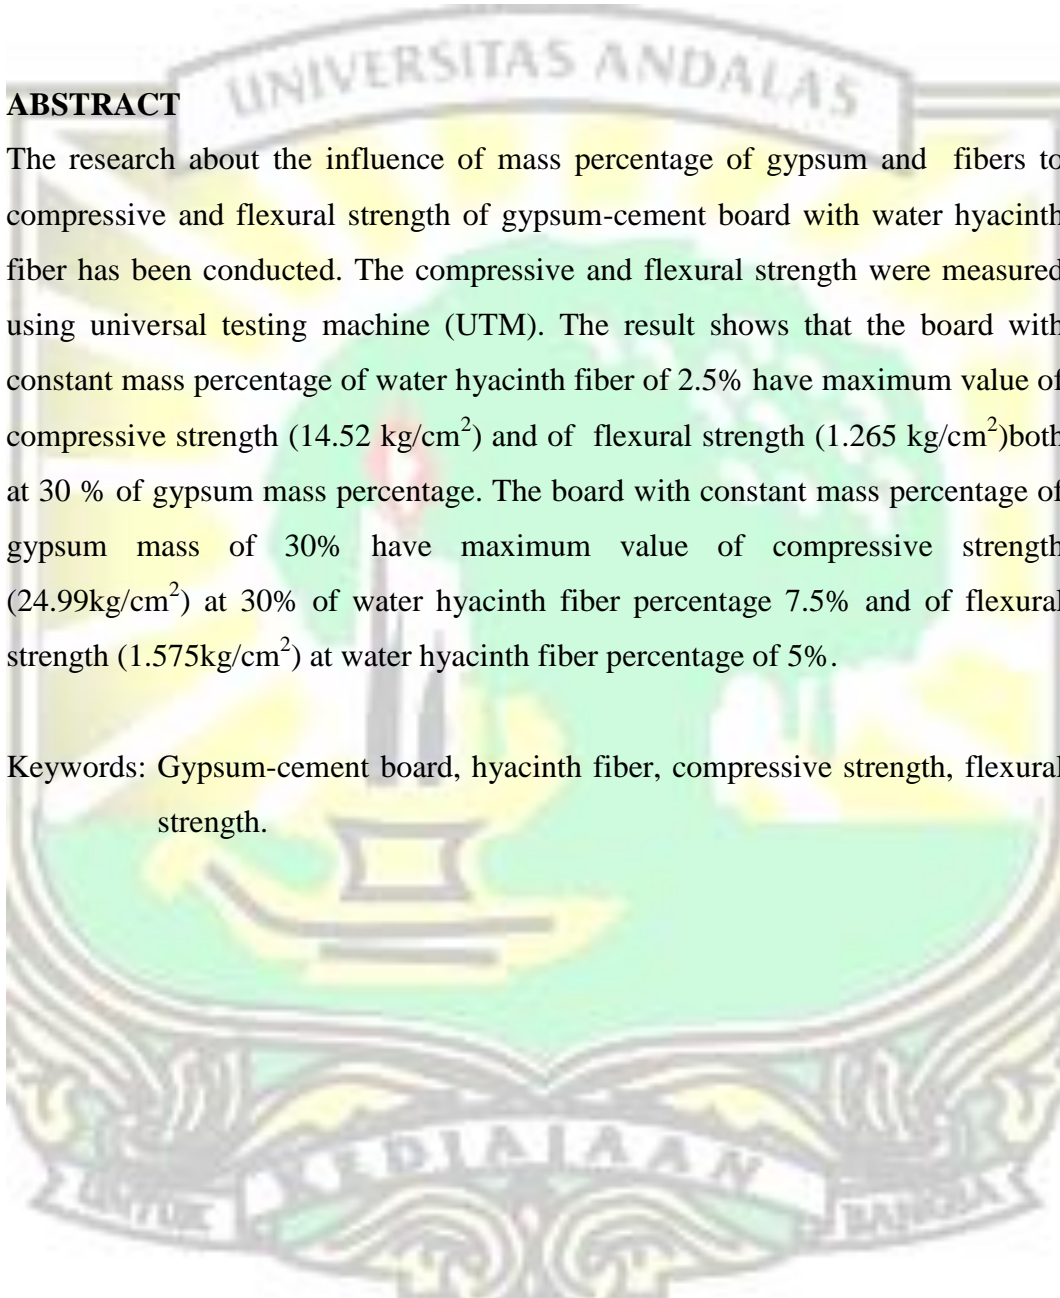 UNIVERSITAS ANDALAS
ABSTRACT
The research about the influence of mass percentage of gypsum and fibers to
compressive and flexural strength of gypsum-cement board with water hyacinth
fiber has been conducted. The compressive and flexural strength were measured
using universal testing machine (UTM). The result shows that the board with
constant mass percentage of water hyacinth fiber of 2.5% have maximum value of
compressive strength (14.52 kg/cm²) and of flexural strength (1.265 kg/cm²)both
at 30 % of gypsum mass percentage. The board with constant mass percentage of
gypsum mass of 30% have maximum value of compressive strength
(24.99kg/cm²) at 30% of water hyacinth fiber percentage 7.5% and of flexural
strength (1.575kg/cm²) at water hyacinth fiber percentage of 5%.
Keywords: Gypsum-cement board, hyacinth fiber, compressive strength, flexural
strength.
KEDJAJAAN
UNTUK BANGSA